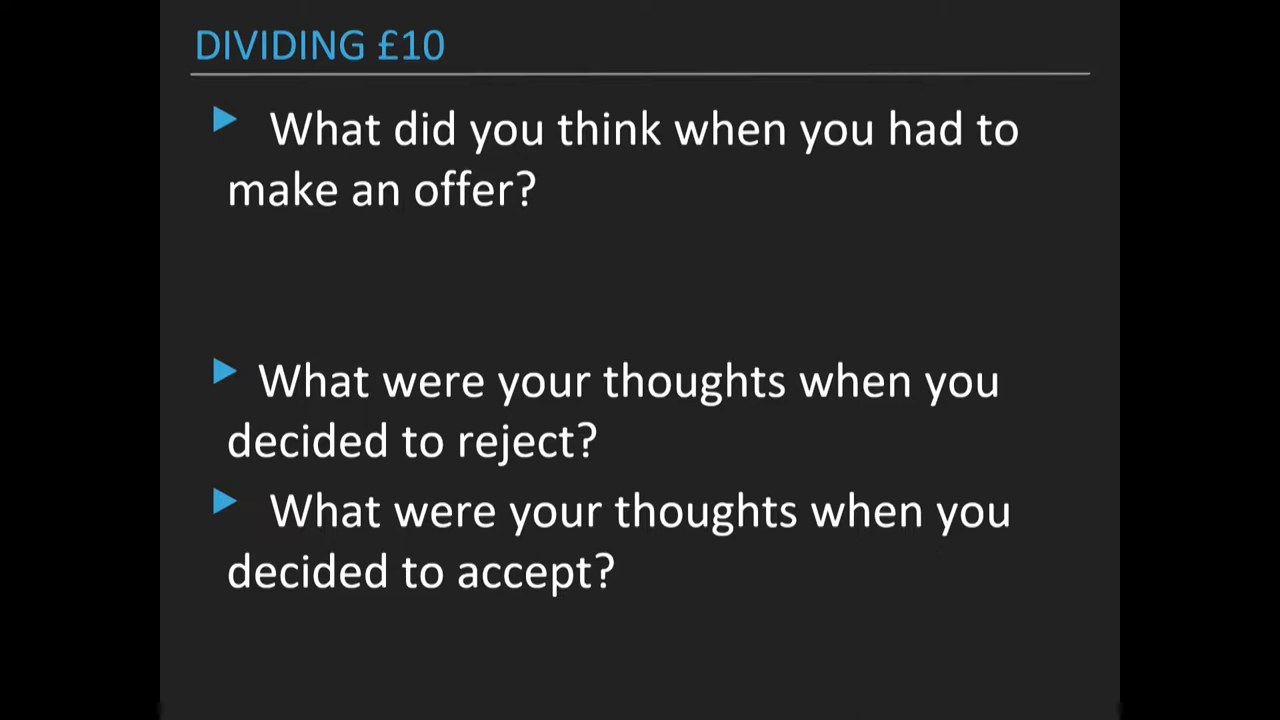 DIVIDING £10
What did you think when you had to
make an offer?
What were your thoughts when you
decided to reject?
What were your thoughts when you
decided to accept?